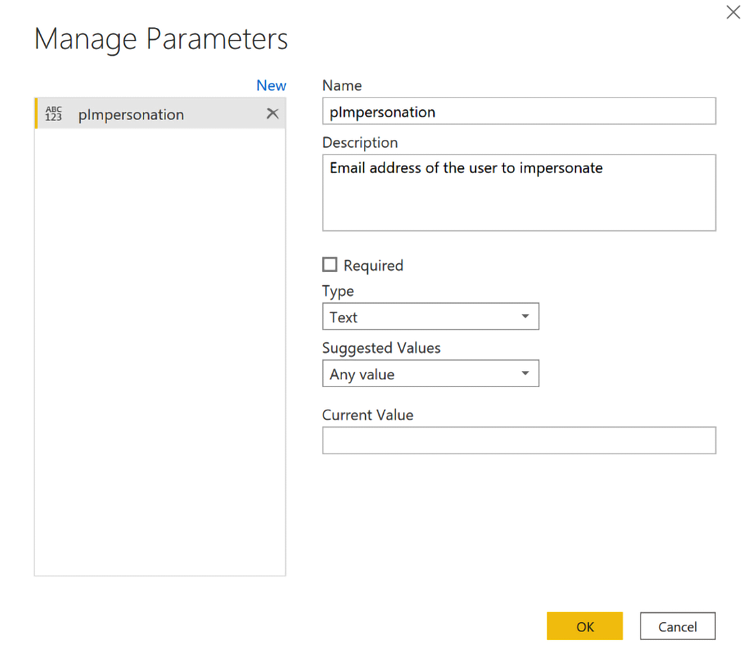 Manage Parameters
New
ABC
123
pImpersonation
Name
pImpersonation
Description
Email address of the user to impersonate
Required
Type
Text
Suggested Values
Any value
Current Value
OK
Cancel